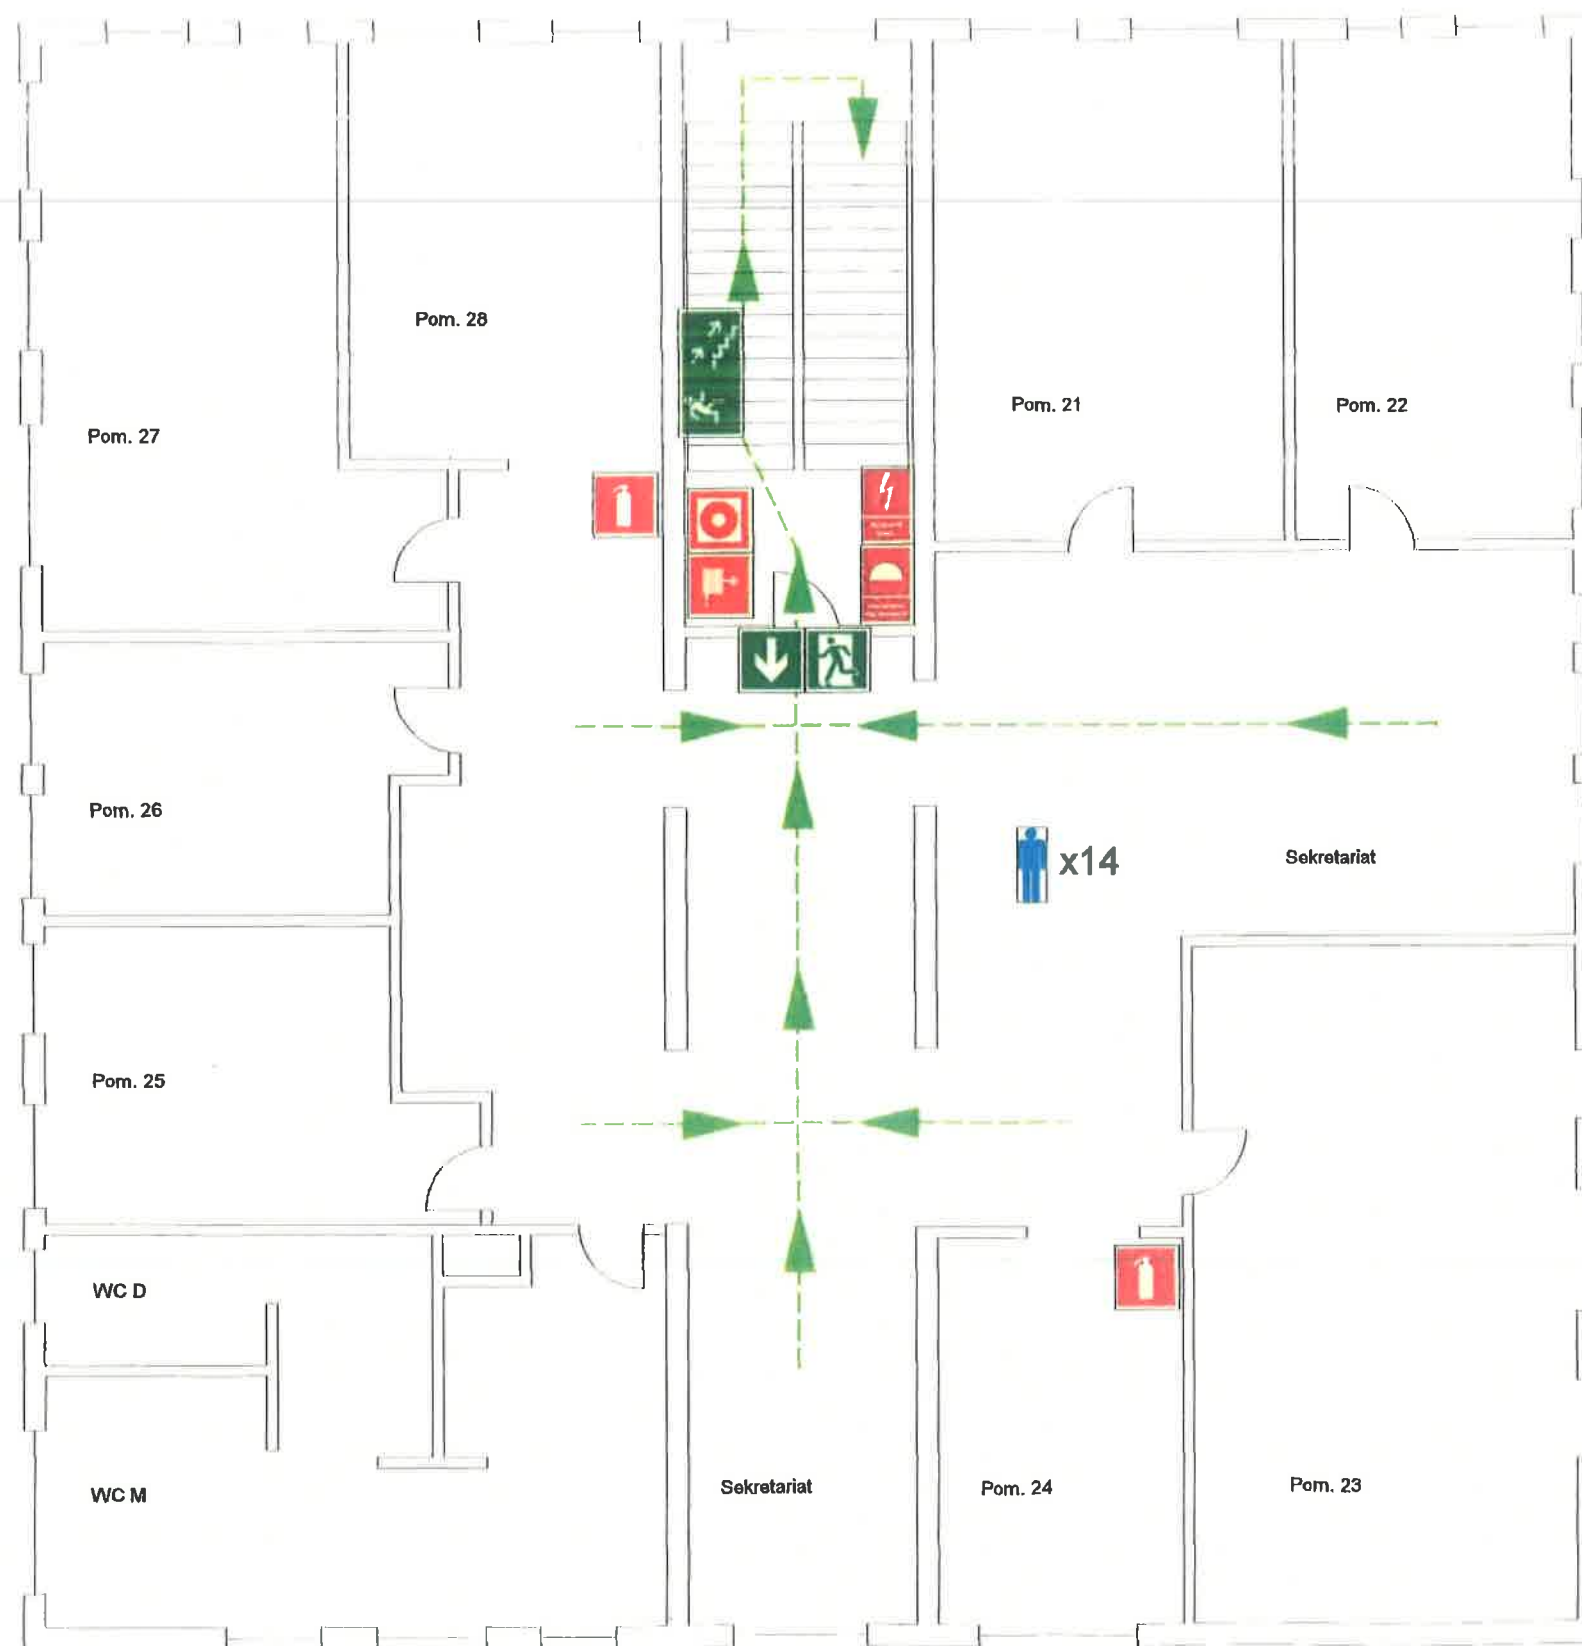 Pom. 28
Pom. 21
Pom. 22
Pom. 27
Pom. 26
x14
Sekretariat
Pom. 25
WC D
Sekretariat
Pom. 24
Pom. 23
WC M